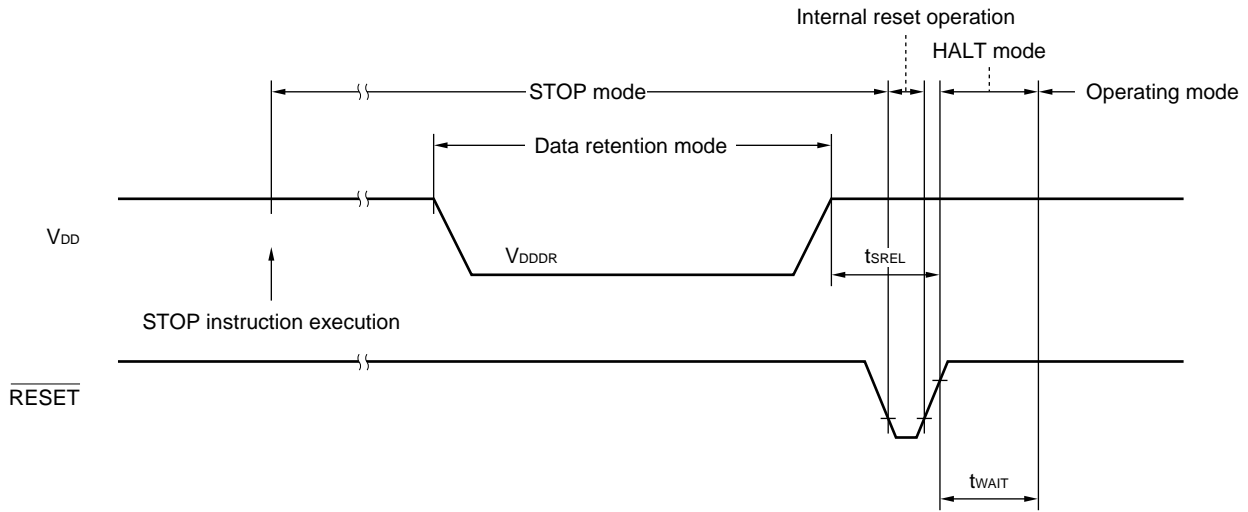 Internal reset operation
HALT mode
STOP mode
Operating mode
Data retention mode
VDD
VDDDR
tSREL
STOP instruction execution
RESET
tWAIT